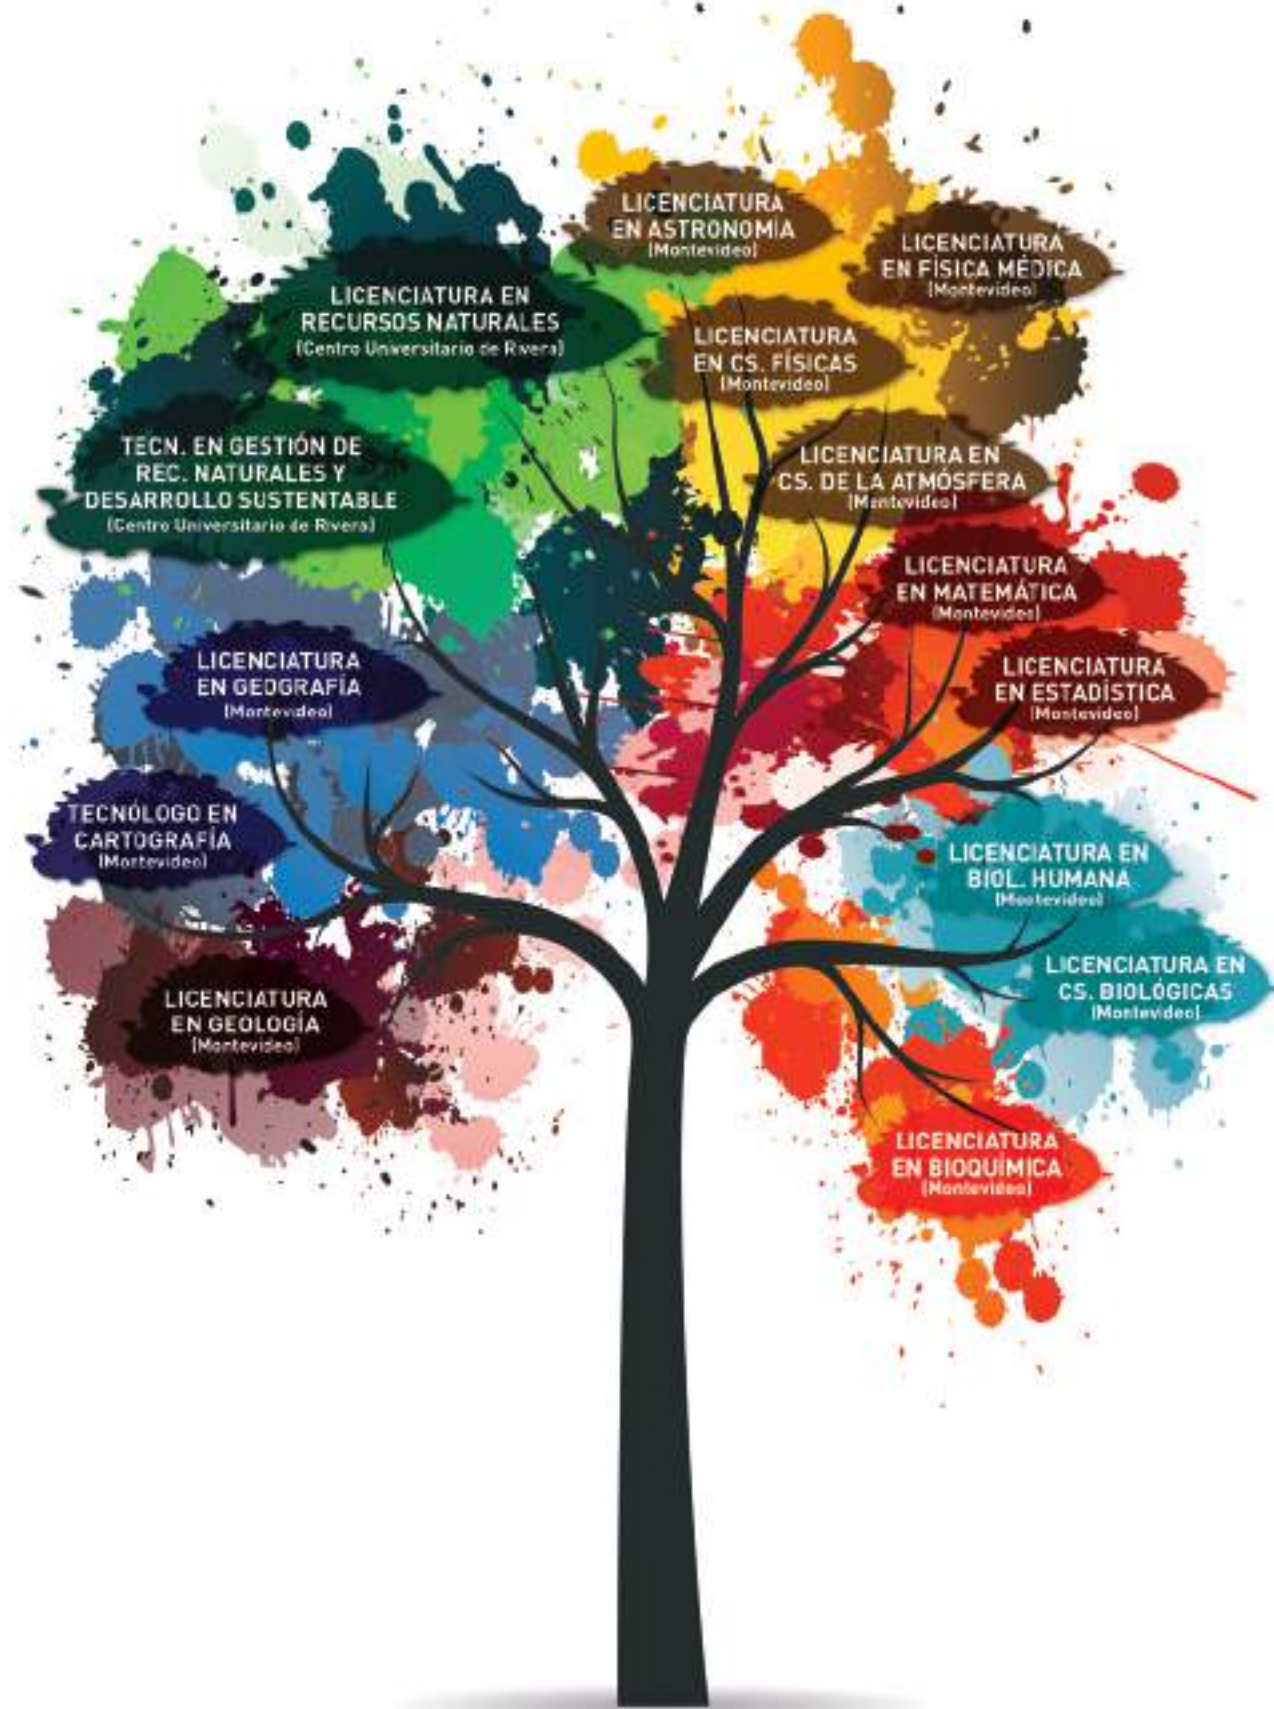 LICENCIATURA
EN ASTRONOMIA
(Montevideo)
LICENCIATURA
EN FÍSICA MÉDICA
(Montevideo)
LICENCIATURA EN
RECURSOS NATURALES
(Centro Universitario de Rivera)
LICENCIATURA
EN CS. FÍSICAS
(Montevideo)
TECN. EN GESTIÓN DE
REC. NATURALES Y
DESARROLLO SUSTENTABLE
(Centro Universitario de Rivera)
LICENCIATURA EN
CS. DE LA ATMÓSFERA
(Montevideo)
LICENCIATURA
EN MATEMÁTICA
(Montevideo)
LICENCIATURA
EN GEOGRAFÍA
(Montevideo)
LICENCIATURA
EN ESTADÍSTICA
(Montevideo)
TECNÓLOGO EN
CARTOGRAFÍA
(Montevideo)
LICENCIATURA EN
BIOL. HUMANA
(Montevideo)
LICENCIATURA EN
CS. BIOLÓGICAS
(Montevideo)
LICENCIATURA
EN GEOLOGÍA
(Montevideo)
LICENCIATURA
EN BIOQUÍMICA
(Montevideo)